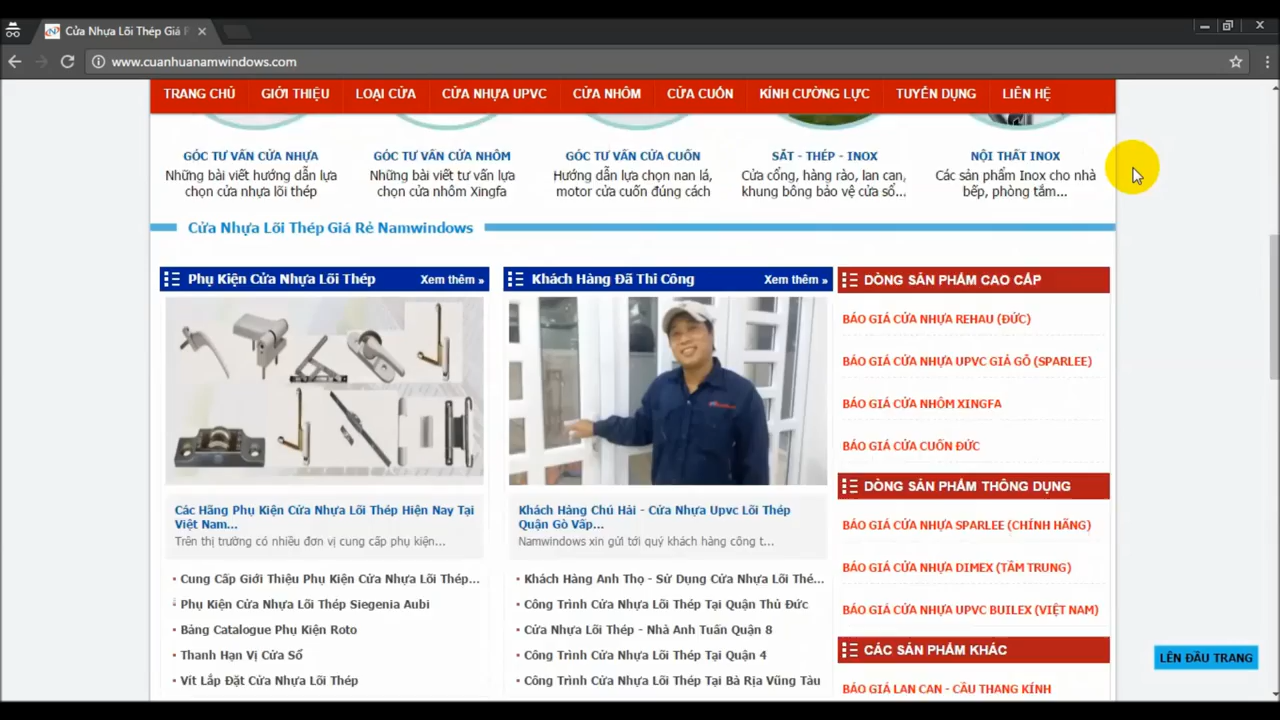 Cửa Nhựa Lõi Thép Giá R
www.cuanhuanamwindows.com
TRANG CHỦ GIỚI THIỆU LOẠI CỬA CỬA NHỰA UPVC CỬA NHÔM CỬA CUỐN KÍNH CƯỜNG LỰC TUYỂN DỤNG LIÊN HỆ
GÓC TƯ VẤN CỬA NHỰA
Những bài viết hướng dẫn lựa
chọn cửa nhựa lõi thép
GÓC TƯ VẤN CỬA NHÔM
Những bài viết tư vấn lựa
chọn cửa nhôm Xingfa
GÓC TƯ VẤN CỬA CUỐN
Hướng dẫn lựa chọn nan lá,
motor cửa cuốn đúng cách
SẮT - THÉP - INOX
Cửa cổng, hàng rào, lan can,
khung bông bảo vệ cửa sổ...
NỘI THẤT INOX
Các sản phẩm Inox cho nhà
bếp, phòng tắm...
Cửa Nhựa Lõi Thép Giá Rẻ Namwindows
Phụ Kiện Cửa Nhựa Lõi Thép Xem thêm »
Các Hãng Phụ Kiện Cửa Nhựa Lõi Thép Hiện Nay Tại
Việt Nam...
Trên thị trường có nhiều đơn vị cung cấp phụ kiện...
• Cung Cấp Giới Thiệu Phụ Kiện Cửa Nhựa Lõi Thép...
Phụ Kiện Cửa Nhựa Lõi Thép Siegenia Aubi
• Bảng Catalogue Phụ Kiện Roto
• Thanh Hạn Vị Cửa Sổ
• Vít Lắp Đặt Cửa Nhựa Lõi Thép
Khách Hàng Đã Thi Công Xem thêm »
Khách Hàng Chú Hải - Cửa Nhựa Upvc Lõi Thép
Quận Gò Vấp...
Namwindows xin gửi tới quý khách hàng công t...
• Khách Hàng Anh Thọ - Sử Dụng Cửa Nhựa Lõi Thé...
• Công Trình Cửa Nhựa Lõi Thép Tại Quận Thủ Đức
• Cửa Nhựa Lõi Thép - Nhà Anh Tuấn Quận 8
• Công Trình Cửa Nhựa Lõi Thép Tại Quận 4
• Công Trình Cửa Nhựa Lõi Thép Tại Bà Rịa Vũng Tàu
DÒNG SẢN PHẨM CAO CẤP
BÁO GIÁ CỬA NHỰA REHAU (ĐỨC)
BÁO GIÁ CỬA NHỰA UPVC GIẢ GỖ (SPARLEE)
BÁO GIÁ CỬA NHÔM XINGFA
BÁO GIÁ CỬA CUỐN ĐỨC
DÒNG SẢN PHẨM THÔNG DỤNG
BÁO GIÁ CỬA NHỰA SPARLEE (CHÍNH HÃNG)
BÁO GIÁ CỬA NHỰA DIMEX (TẦM TRUNG)
BÁO GIÁ CỬA NHỰA UPVC BUILEX (VIỆT NAM)
CÁC SẢN PHẨM KHÁC
BÁO GIÁ LAN CAN - CẦU THANG KÍNH
LÊN ĐẦU TRANG